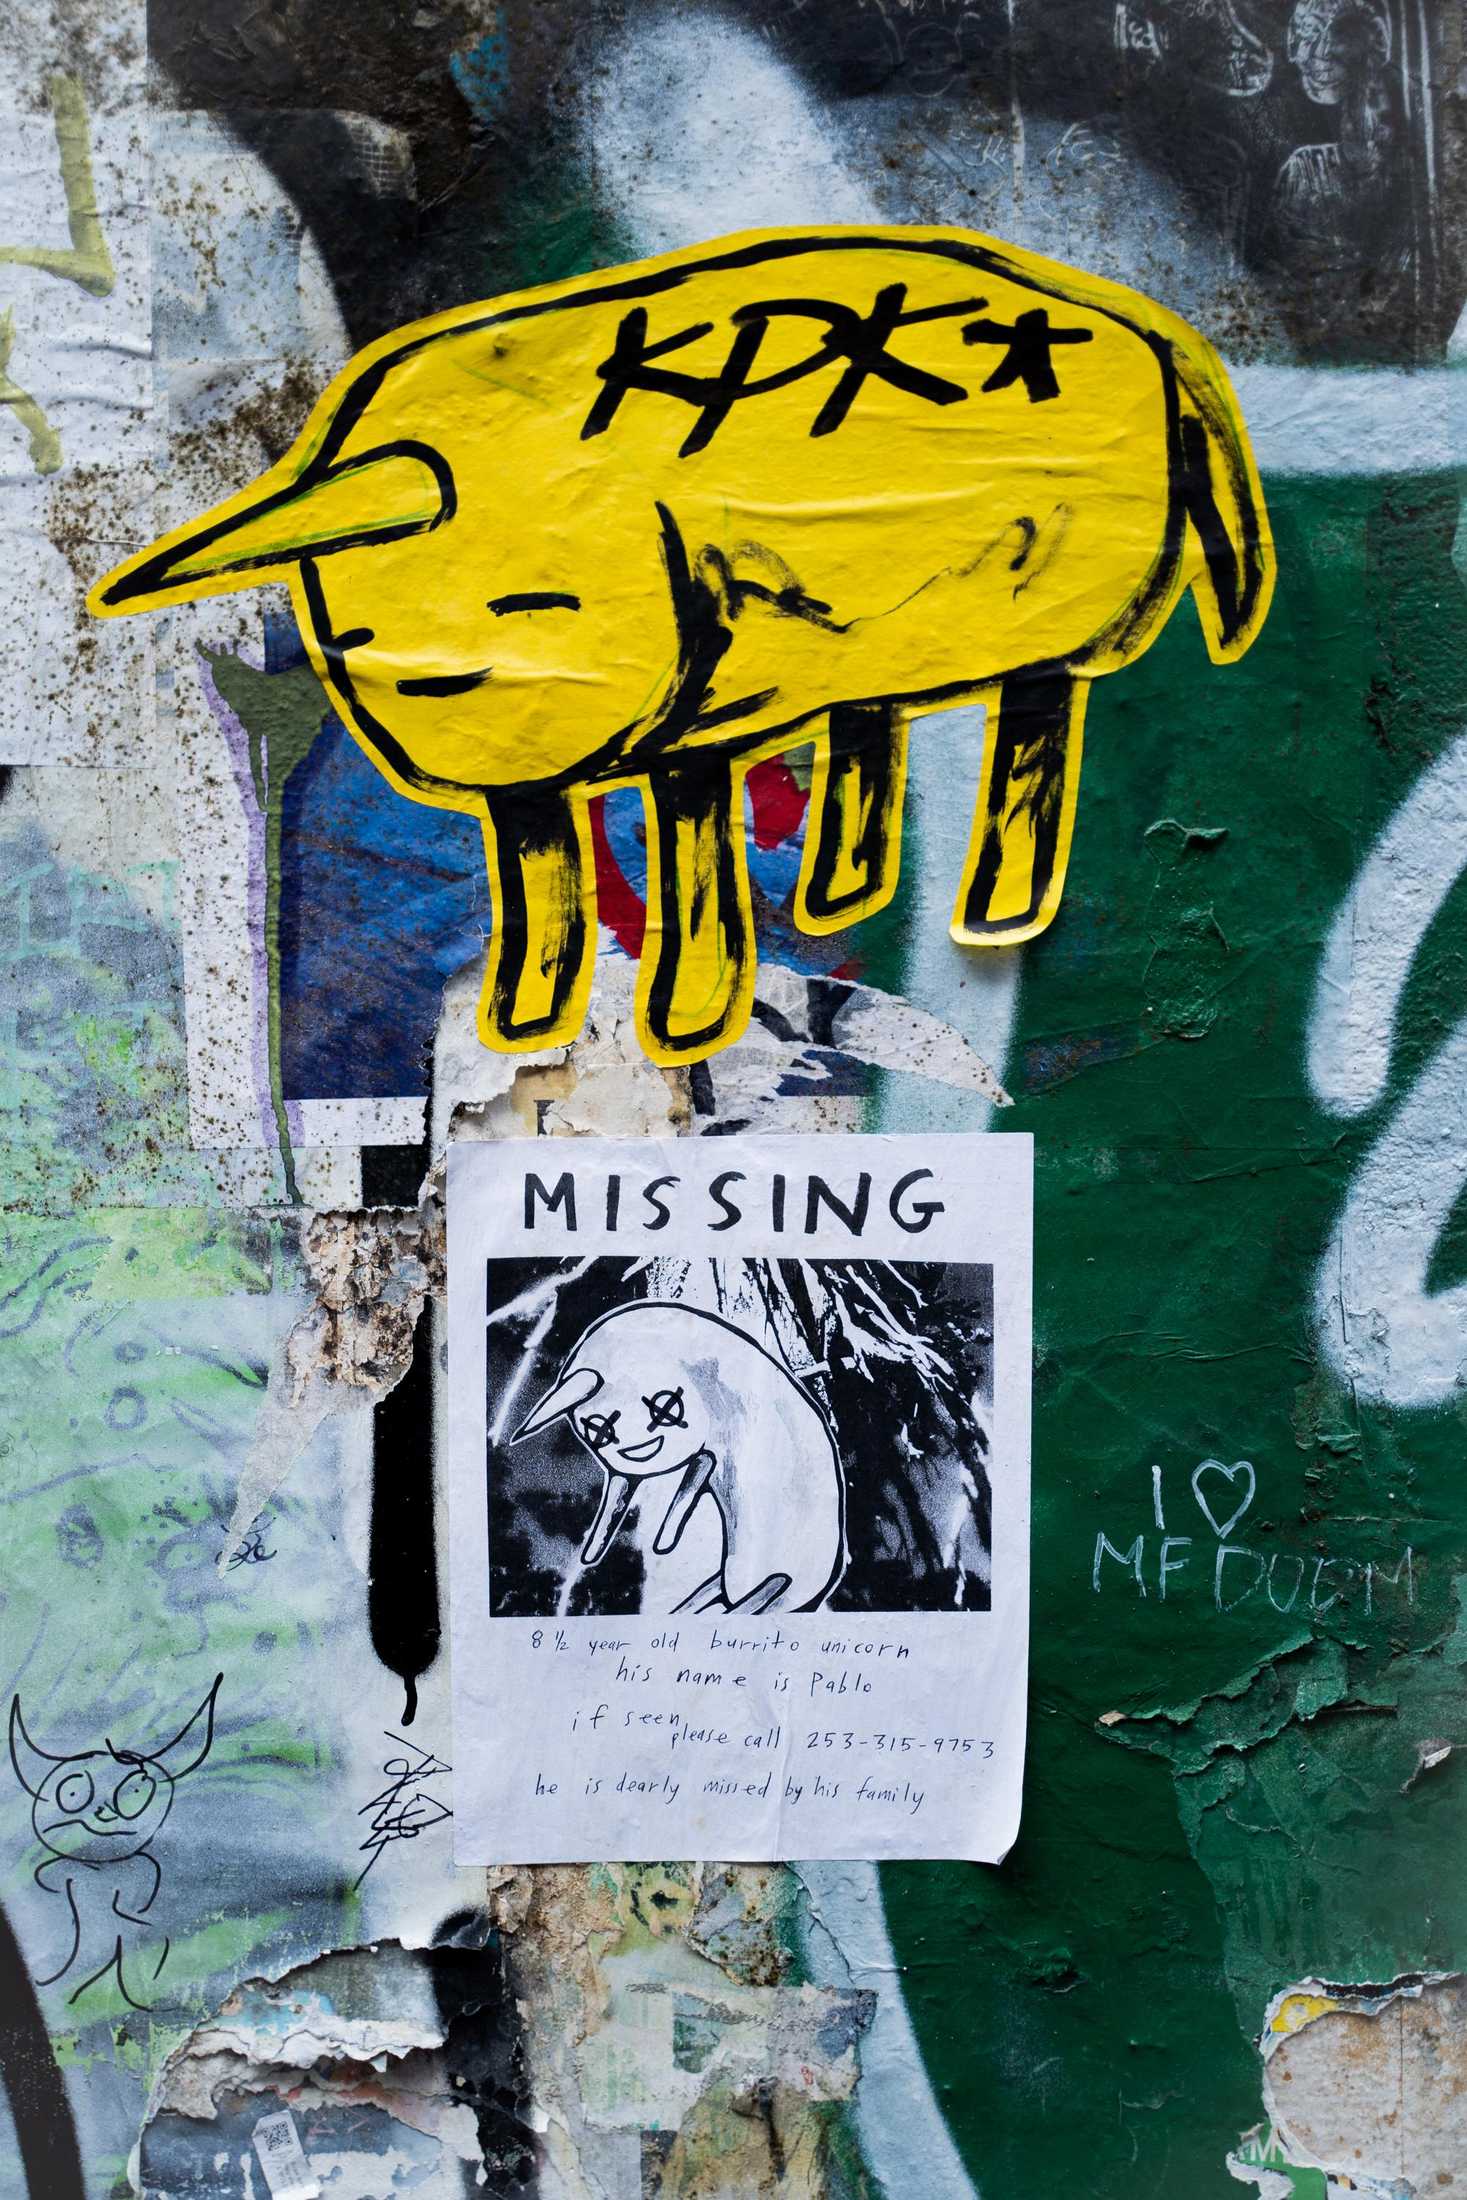 KPK*
MISSING
8 ½ year old burrito unicorn
his name is Pablo
if seen
please call 253-315-9753
he is dearly missed by his family
I ♡
MF DOOM